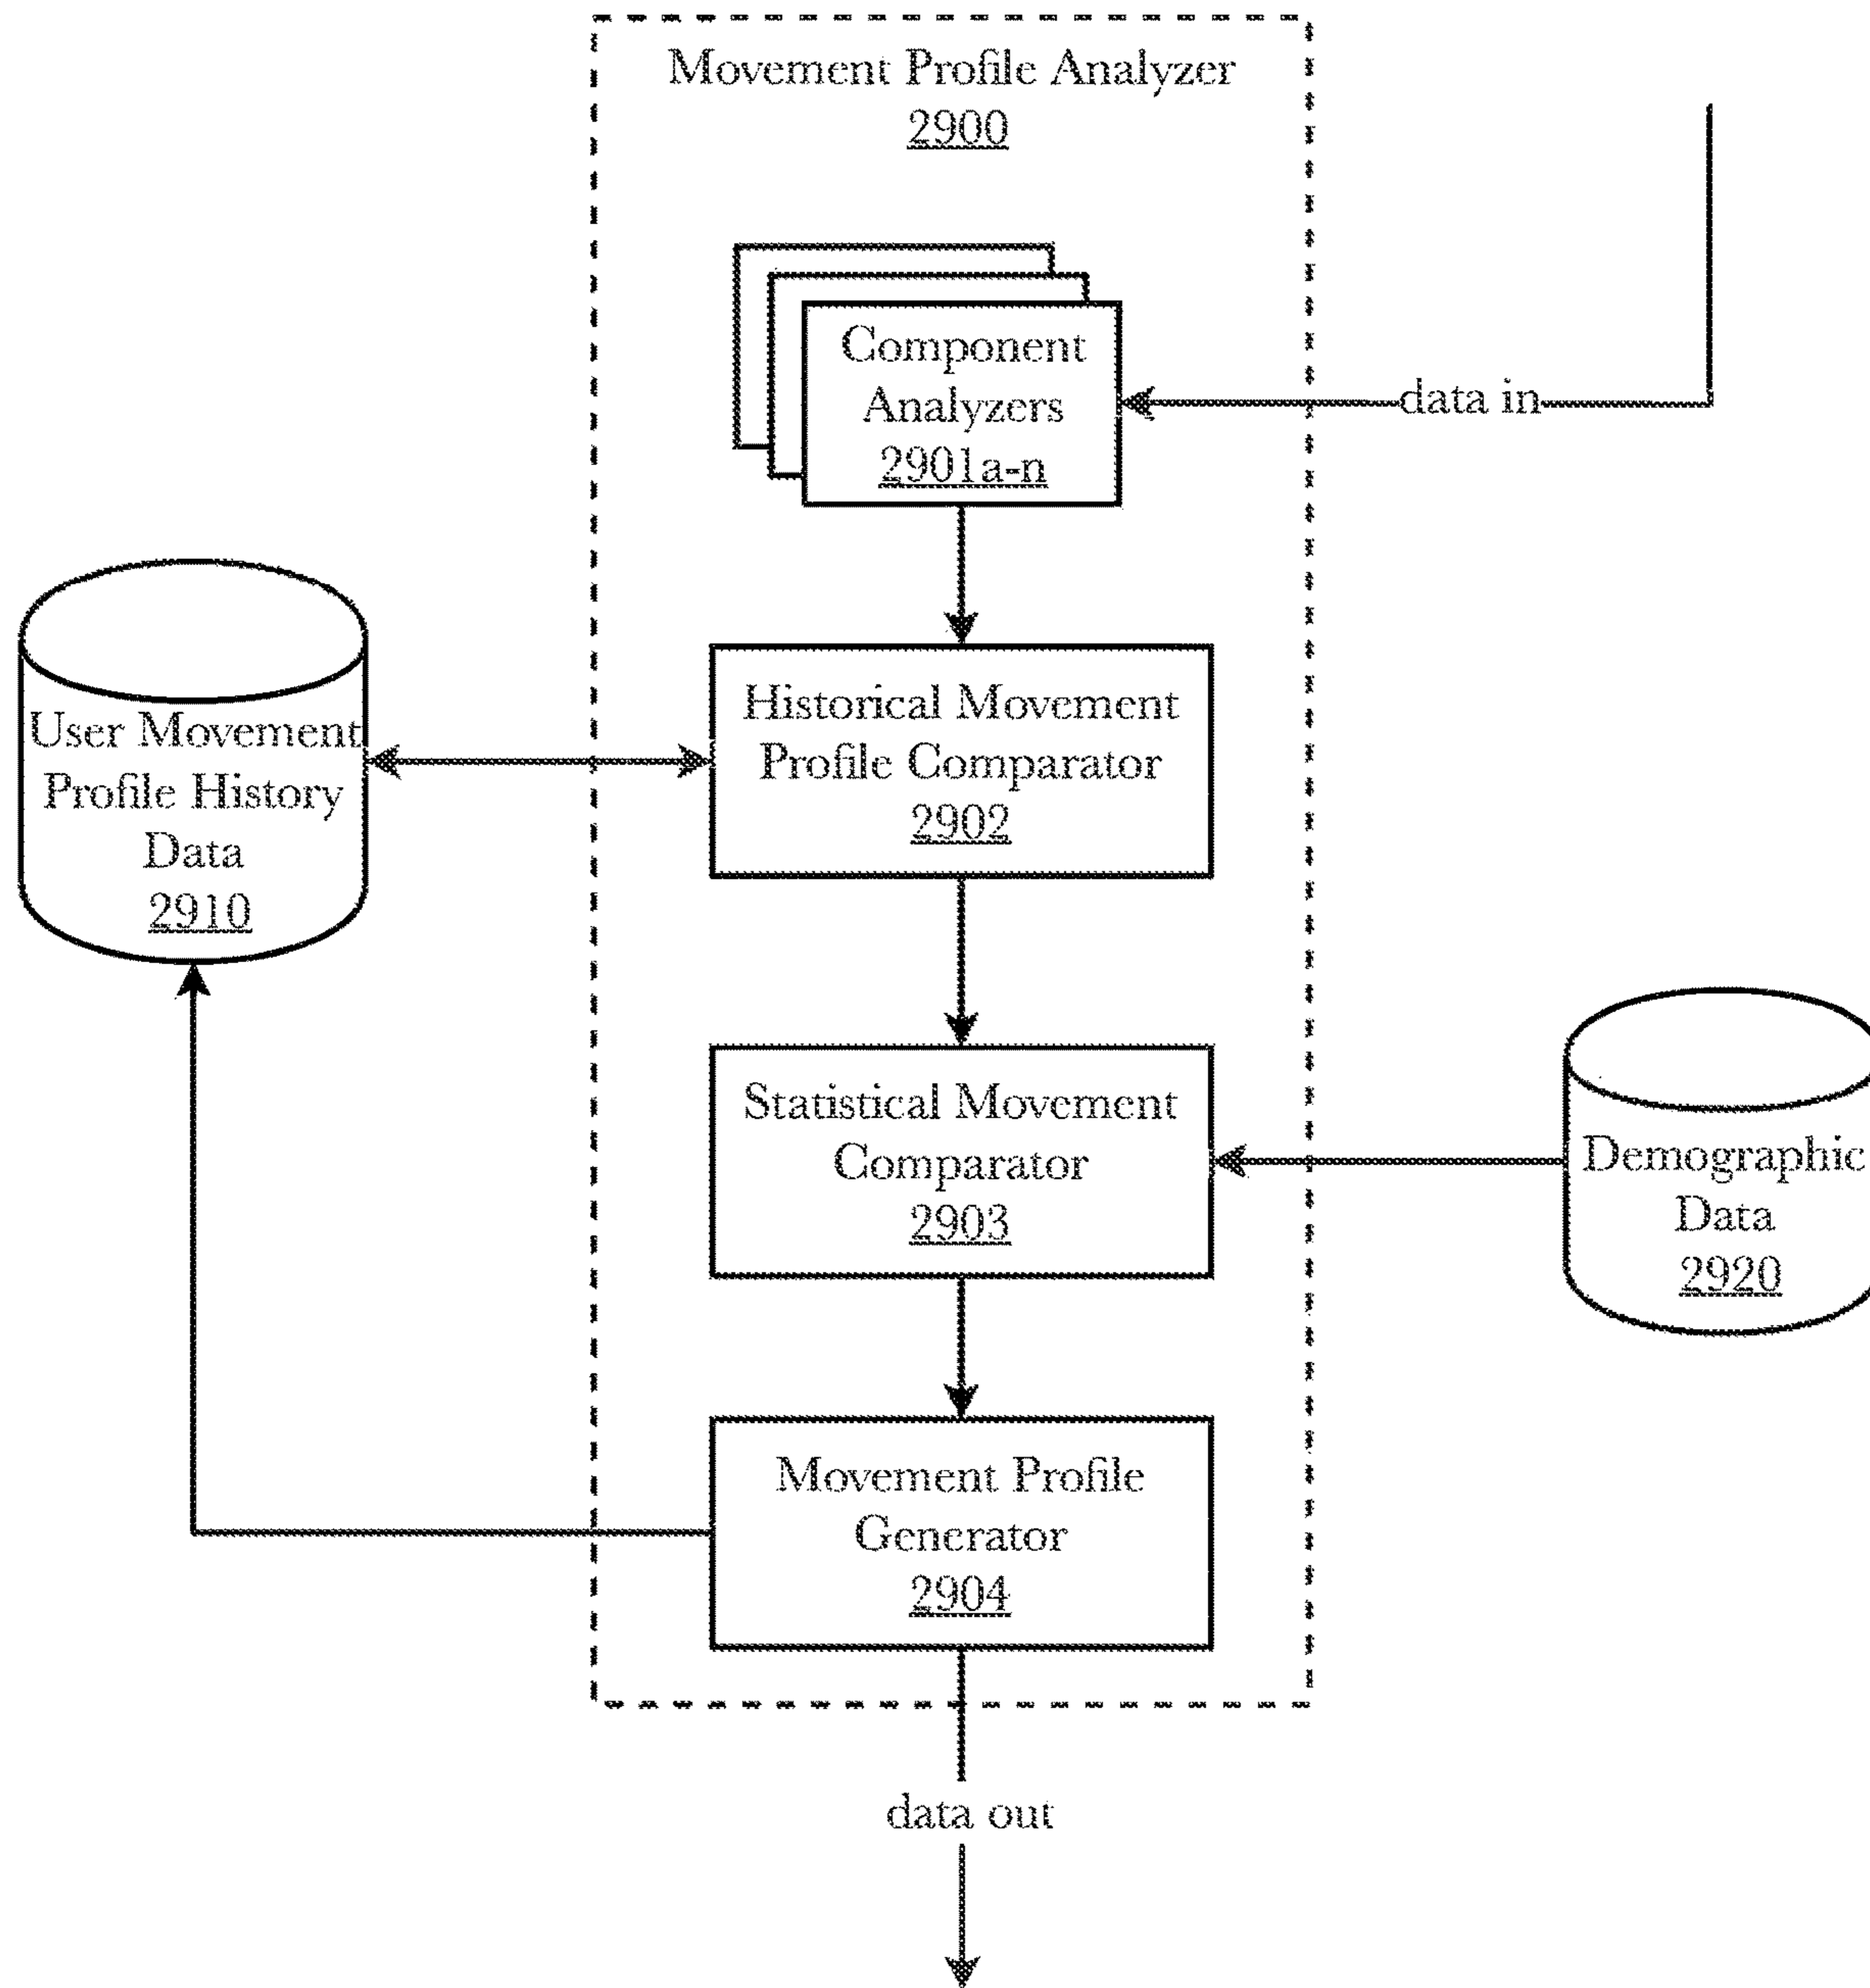 Movement Profile Analyzer
2900
Component
Analyzers
2901a-n
data in
Historical Movement
Profile Comparator
2902
User Movement
Profile History
Data
2910
Statistical Movement
Comparator
2903
Demographic
Data
2920
Movement Profile
Generator
2904
data out